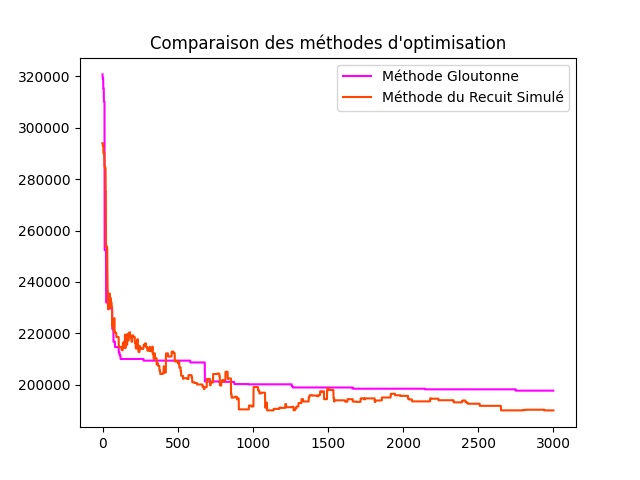 Comparaison des méthodes d'optimisation
Méthode Gloutonne
Méthode du Recuit Simulé
320000
300000
280000
260000
240000
220000
200000
0 500 1000 1500 2000 2500 3000